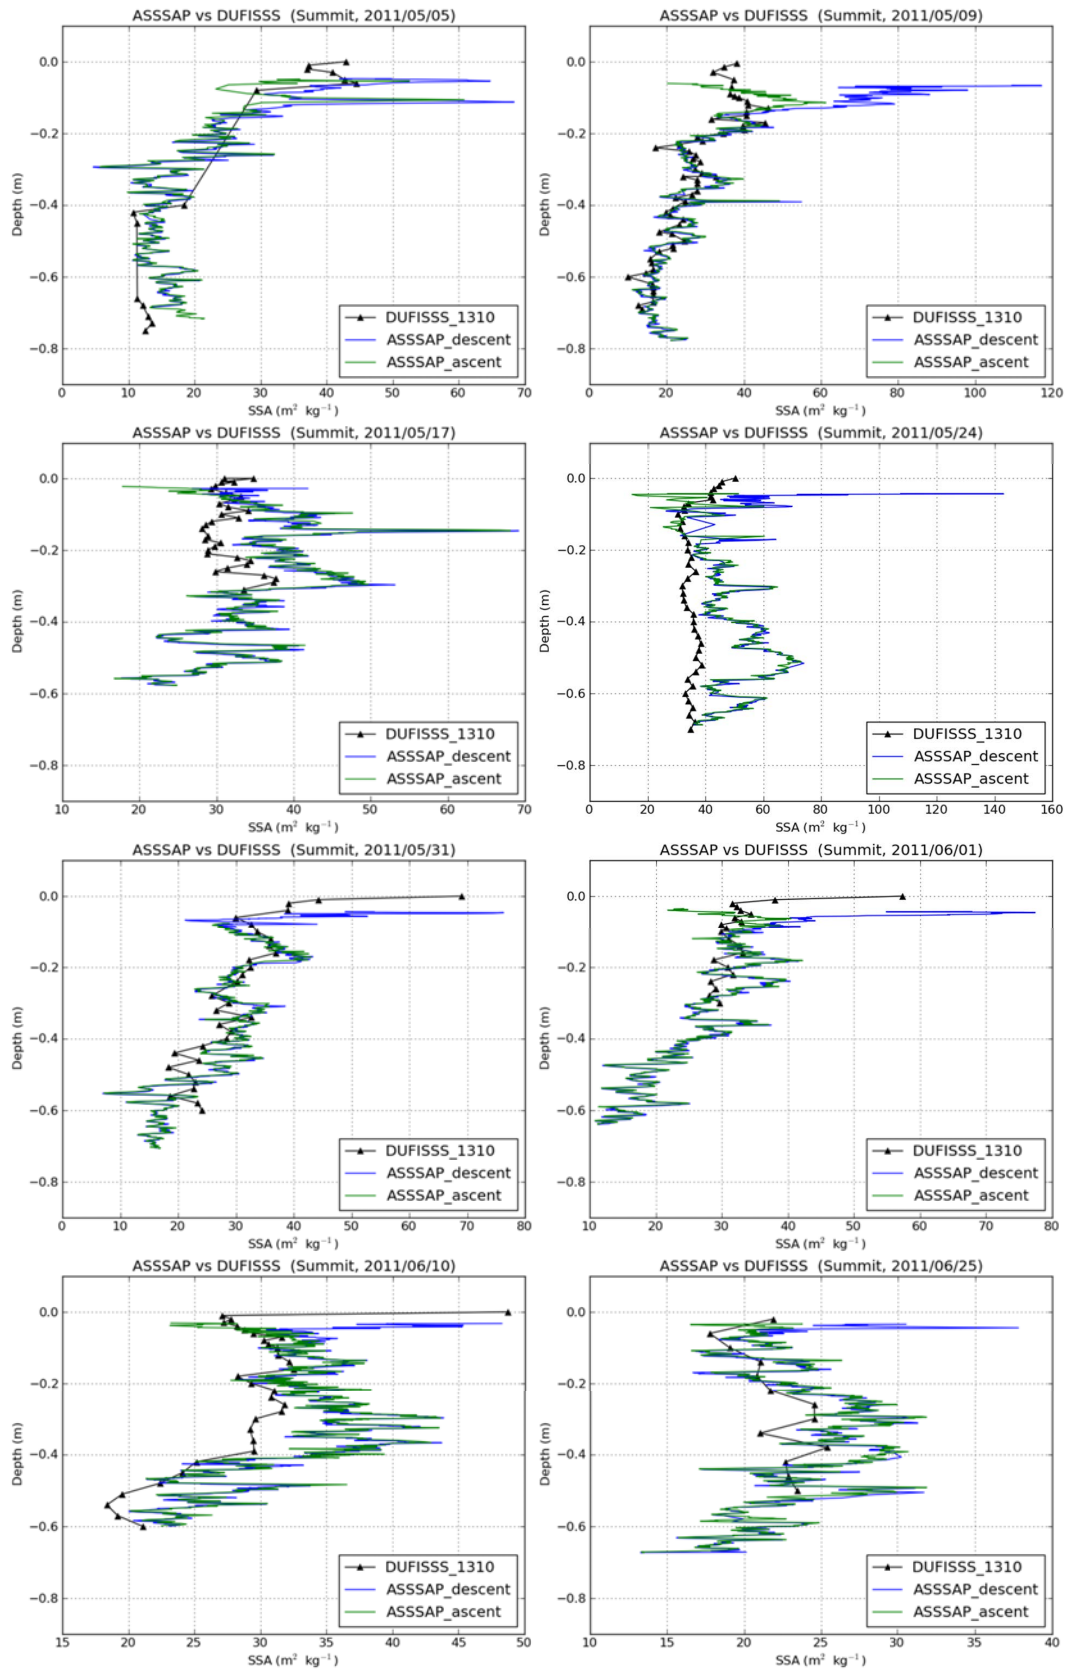 ASSSAP vs DUFISSS (Summit, 2011/05/05)
0.0
−0.2
−0.4
−0.6
−0.8
Depth (m)
DUFISSS_1310
ASSSAP_descent
ASSSAP_ascent
0 10 20 30 40 50 60 70
SSA (m² kg⁻¹)
ASSSAP vs DUFISSS (Summit, 2011/05/09)
0.0
−0.2
−0.4
−0.6
−0.8
Depth (m)
DUFISSS_1310
ASSSAP_descent
ASSSAP_ascent
0 20 40 60 80 100 120
SSA (m² kg⁻¹)
ASSSAP vs DUFISSS (Summit, 2011/05/17)
0.0
−0.2
−0.4
−0.6
−0.8
Depth (m)
DUFISSS_1310
ASSSAP_descent
ASSSAP_ascent
10 20 30 40 50 60 70
SSA (m² kg⁻¹)
ASSSAP vs DUFISSS (Summit, 2011/05/24)
0.0
−0.2
−0.4
−0.6
−0.8
Depth (m)
DUFISSS_1310
ASSSAP_descent
ASSSAP_ascent
0 20 40 60 80 100 120 140 160
SSA (m² kg⁻¹)
ASSSAP vs DUFISSS (Summit, 2011/05/31)
0.0
−0.2
−0.4
−0.6
−0.8
Depth (m)
DUFISSS_1310
ASSSAP_descent
ASSSAP_ascent
0 10 20 30 40 50 60 70 80
SSA (m² kg⁻¹)
ASSSAP vs DUFISSS (Summit, 2011/06/01)
0.0
−0.2
−0.4
−0.6
−0.8
Depth (m)
DUFISSS_1310
ASSSAP_descent
ASSSAP_ascent
10 20 30 40 50 60 70 80
SSA (m² kg⁻¹)
ASSSAP vs DUFISSS (Summit, 2011/06/10)
0.0
−0.2
−0.4
−0.6
−0.8
Depth (m)
DUFISSS_1310
ASSSAP_descent
ASSSAP_ascent
15 20 25 30 35 40 45 50
SSA (m² kg⁻¹)
ASSSAP vs DUFISSS (Summit, 2011/06/25)
0.0
−0.2
−0.4
−0.6
−0.8
Depth (m)
DUFISSS_1310
ASSSAP_descent
ASSSAP_ascent
10 15 20 25 30 35 40
SSA (m² kg⁻¹)